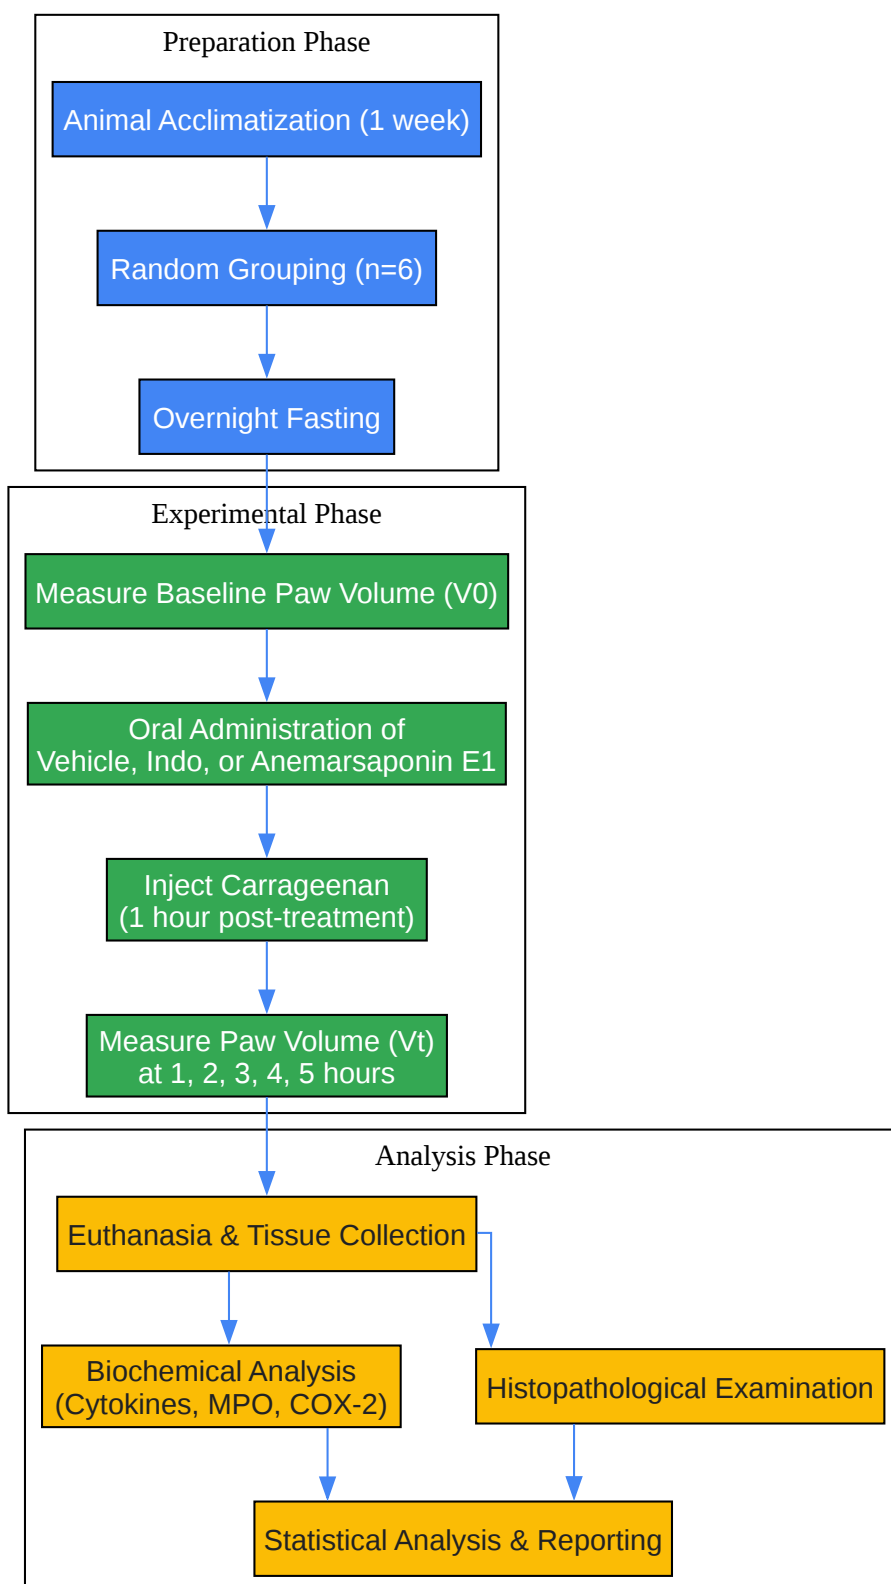 Preparation Phase
Animal Acclimatization (1 week)
Random Grouping (n=6)
Overnight Fasting
Experimental Phase
Measure Baseline Paw Volume (V0)
Oral Administration of
Vehicle, Indo, or Anemarsaponin E1
Inject Carrageenan
(1 hour post-treatment)
Measure Paw Volume (Vt)
at 1, 2, 3, 4, 5 hours
Analysis Phase
Euthanasia & Tissue Collection
Biochemical Analysis
(Cytokines, MPO, COX-2)
Histopathological Examination
Statistical Analysis & Reporting